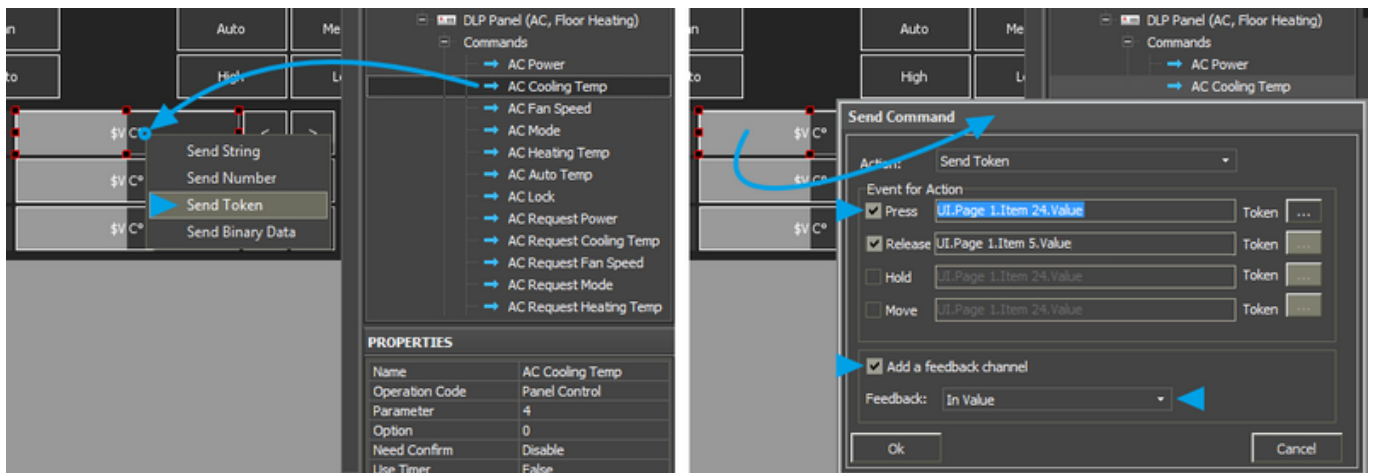 Auto
Me
High
L
$V C°
< >
$V C°
$V C°
Send String
Send Number
Send Token
Send Binary Data
DLP Panel (AC, Floor Heating)
Commands
AC Power
AC Cooling Temp
AC Fan Speed
AC Mode
AC Heating Temp
AC Auto Temp
AC Lock
AC Request Power
AC Request Cooling Temp
AC Request Fan Speed
AC Request Mode
AC Request Heating Temp
PROPERTIES
Name AC Cooling Temp
Operation Code Panel Control
Parameter 4
Option 0
Need Confirm Disable
Use Timer False
n
Auto
Me
to
High
L
$V C°
$V C°
$V C°
DLP Panel (AC, Floor Heating)
Commands
AC Power
AC Cooling Temp
Send Command
Action: Send Token
Event for Action
Press UI.Page 1.Item 24.Value Token ...
Release UI.Page 1.Item 5.Value Token ...
Hold UI.Page 1.Item 24.Value Token ...
Move UI.Page 1.Item 24.Value Token ...
Add a feedback channel
Feedback: In Value
Ok Cancel